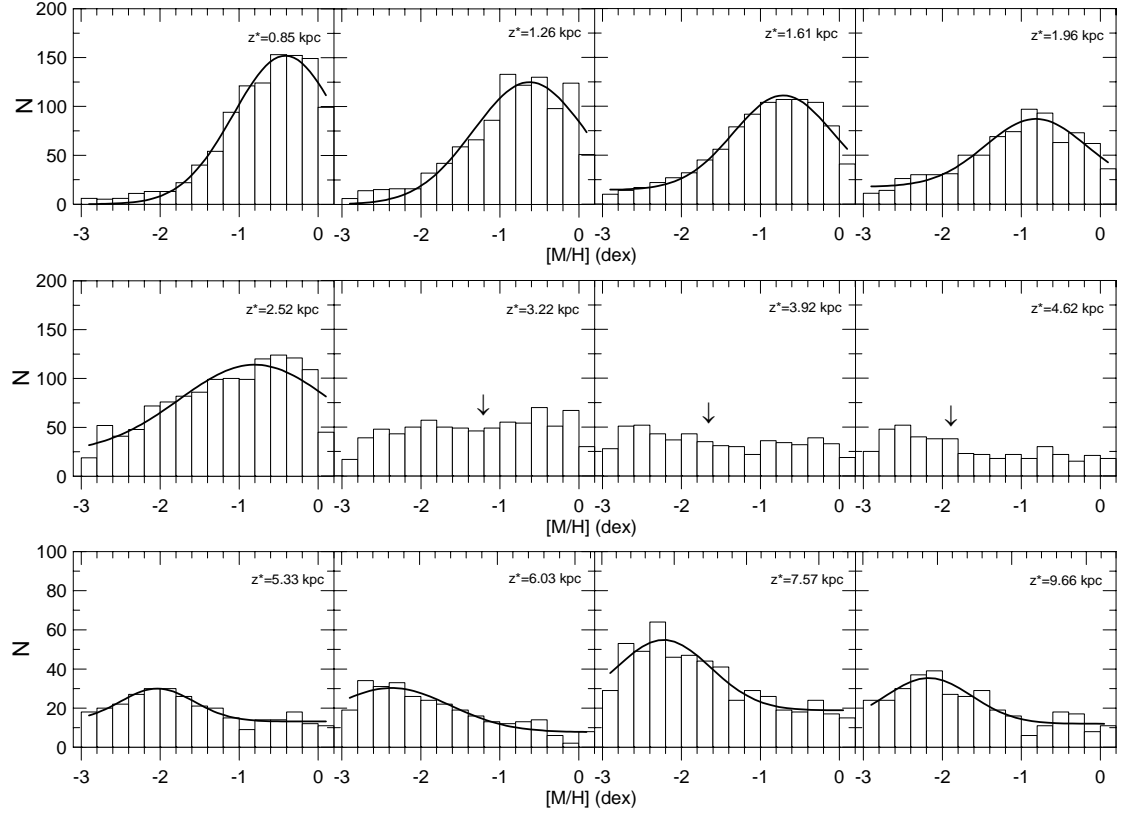 200
150
100
50
0
N
z*=0.85 kpc
z*=1.26 kpc
z*=1.61 kpc
z*=1.96 kpc
-3 -2 -1 0 -3 -2 -1 0 -3 -2 -1 0 -3 -2 -1 0
[M/H] (dex) [M/H] (dex)
200
150
100
50
0
N
z*=2.52 kpc
z*=3.22 kpc
z*=3.92 kpc
z*=4.62 kpc
-3 -2 -1 0 -3 -2 -1 0 -3 -2 -1 0 -3 -2 -1 0
[M/H] (dex) [M/H] (dex)
100
80
60
40
20
0
N
z*=5.33 kpc
z*=6.03 kpc
z*=7.57 kpc
z*=9.66 kpc
-3 -2 -1 0 -3 -2 -1 0 -3 -2 -1 0 -3 -2 -1 0
[M/H] (dex) [M/H] (dex)